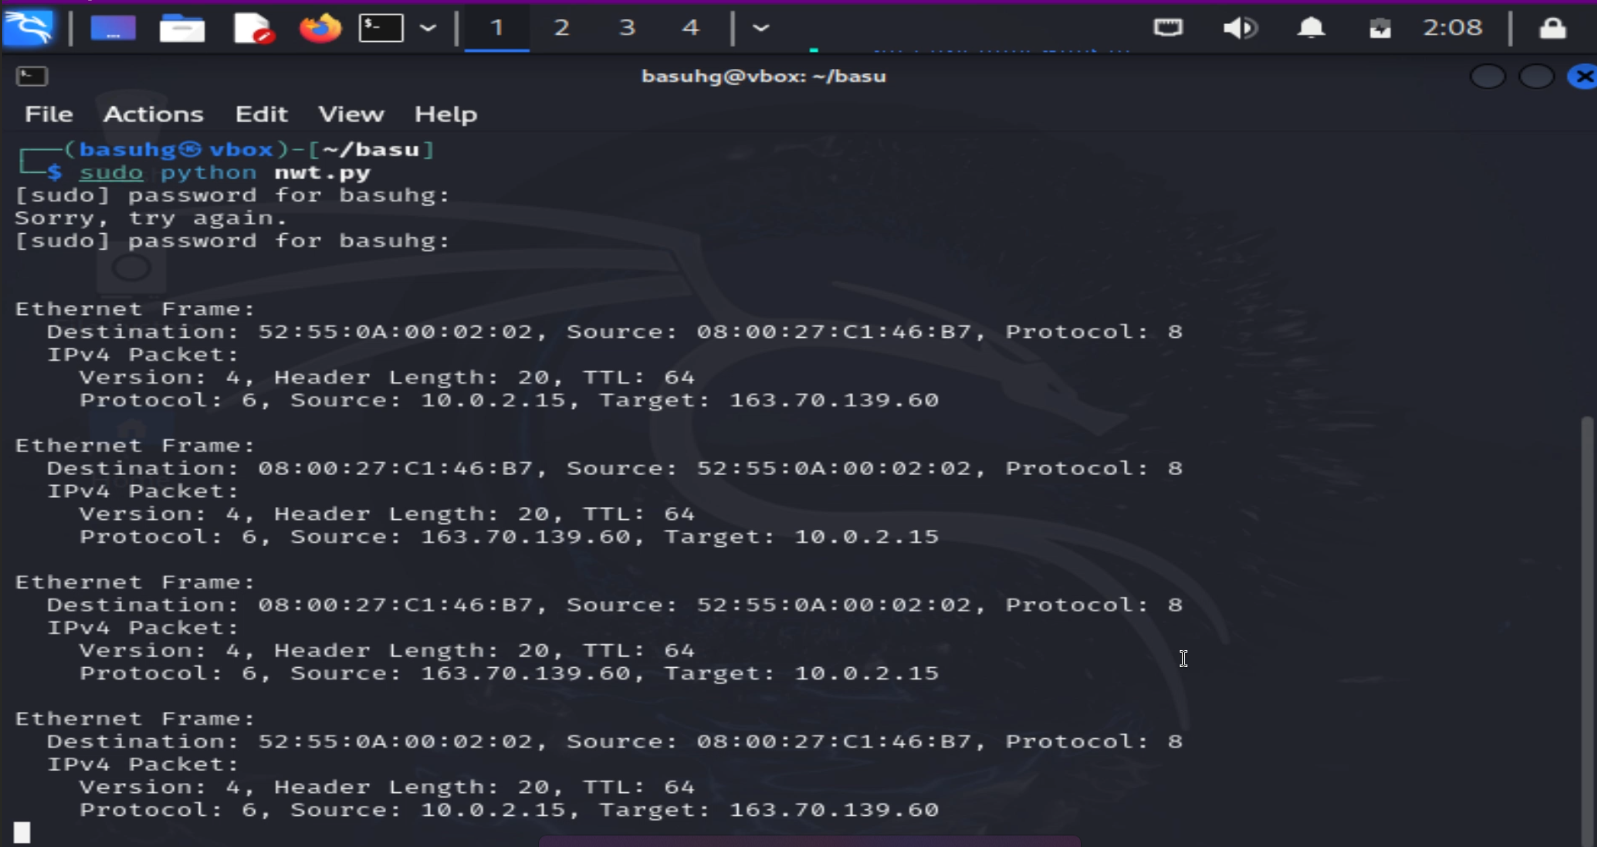 1 2 3 4 2:08
basuhg@vbox: ~/basu
File Actions Edit View Help
(basuhg㉿vbox)-[~/basu]
$ sudo python nwt.py
[sudo] password for basuhg:
Sorry, try again.
[sudo] password for basuhg:
Ethernet Frame:
Destination: 52:55:0A:00:02:02, Source: 08:00:27:C1:46:B7, Protocol: 8
IPv4 Packet:
Version: 4, Header Length: 20, TTL: 64
Protocol: 6, Source: 10.0.2.15, Target: 163.70.139.60
Ethernet Frame:
Destination: 08:00:27:C1:46:B7, Source: 52:55:0A:00:02:02, Protocol: 8
IPv4 Packet:
Version: 4, Header Length: 20, TTL: 64
Protocol: 6, Source: 163.70.139.60, Target: 10.0.2.15
Ethernet Frame:
Destination: 08:00:27:C1:46:B7, Source: 52:55:0A:00:02:02, Protocol: 8
IPv4 Packet:
Version: 4, Header Length: 20, TTL: 64
Protocol: 6, Source: 163.70.139.60, Target: 10.0.2.15
Ethernet Frame:
Destination: 52:55:0A:00:02:02, Source: 08:00:27:C1:46:B7, Protocol: 8
IPv4 Packet:
Version: 4, Header Length: 20, TTL: 64
Protocol: 6, Source: 10.0.2.15, Target: 163.70.139.60